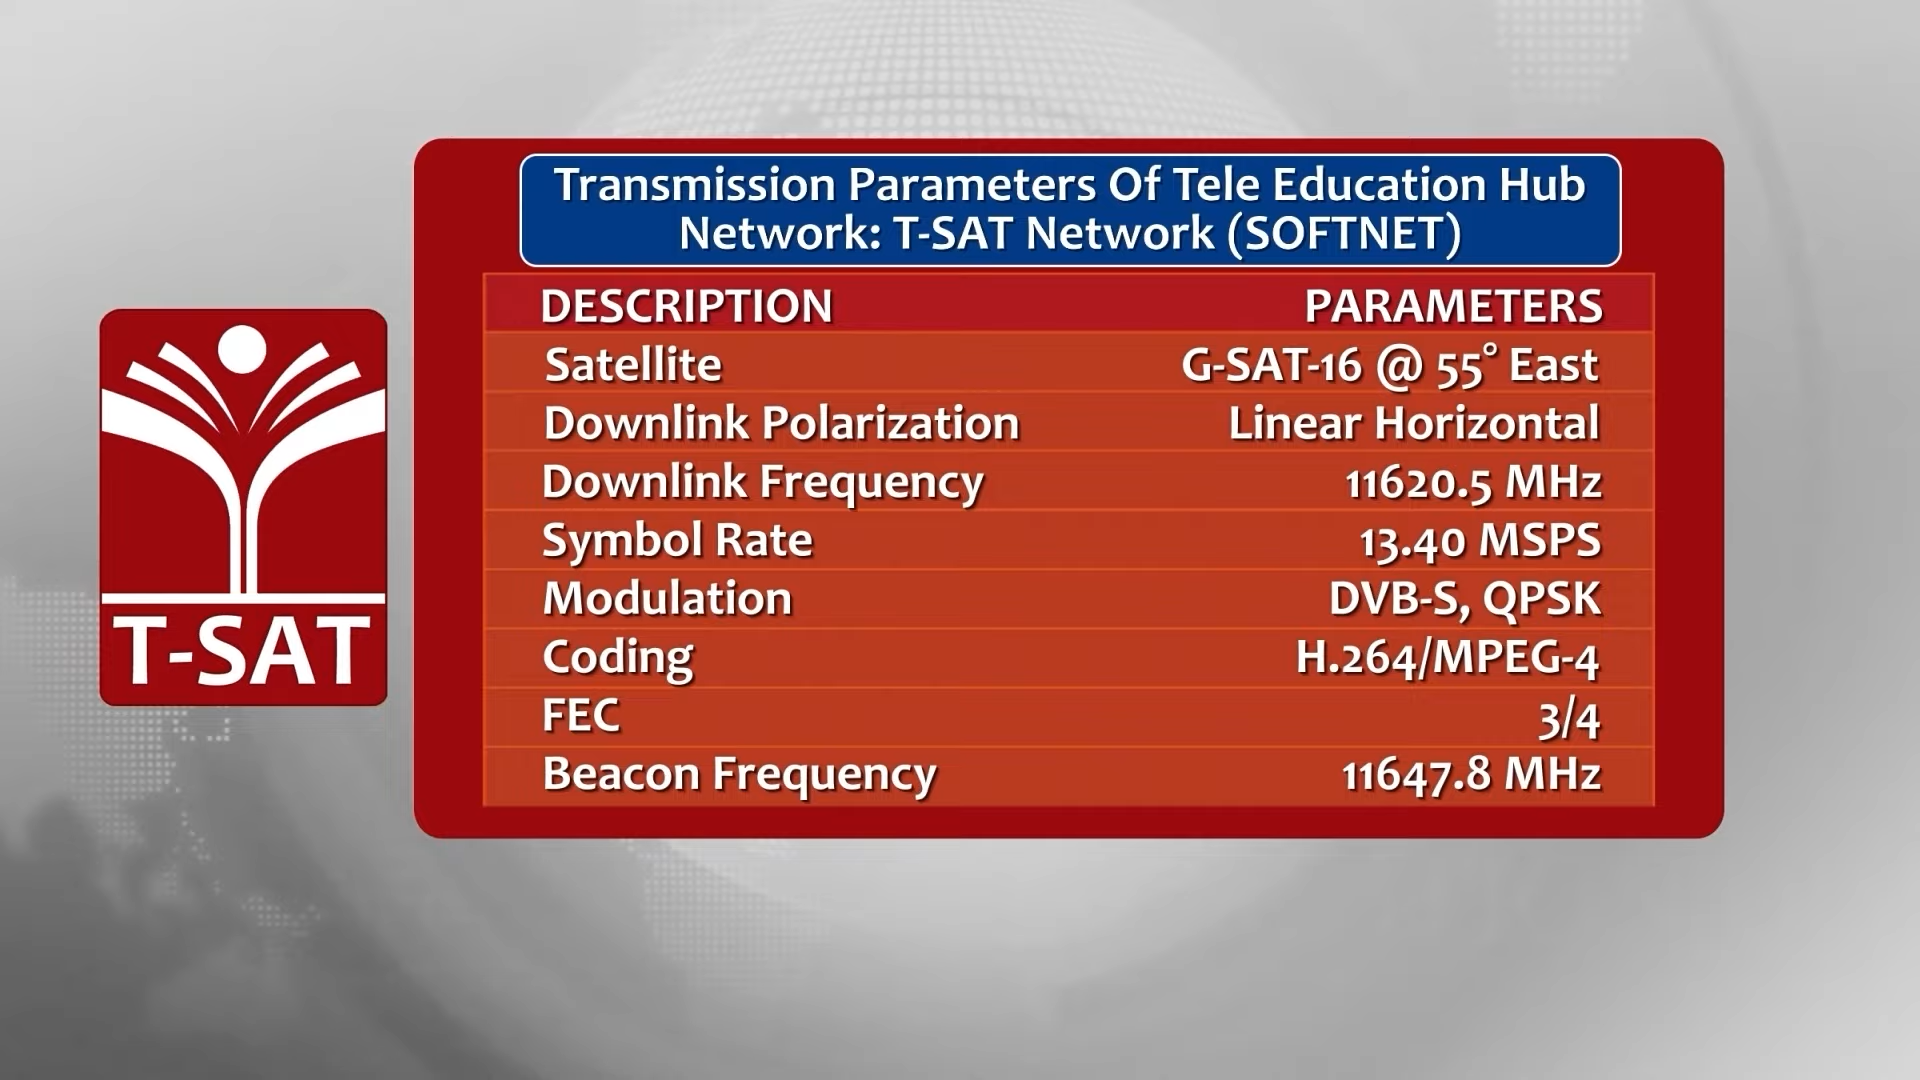 Transmission Parameters Of Tele Education Hub
Network: T-SAT Network (SOFTNET)
DESCRIPTION PARAMETERS
Satellite G-SAT-16 @ 55° East
Downlink Polarization Linear Horizontal
Downlink Frequency 11620.5 MHz
Symbol Rate 13.40 MSPS
Modulation DVB-S, QPSK
Coding H.264/MPEG-4
FEC 3/4
Beacon Frequency 11647.8 MHz
T-SAT